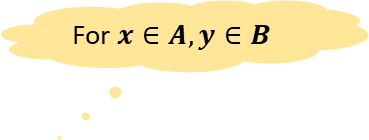 For x ∈ A, y ∈ B